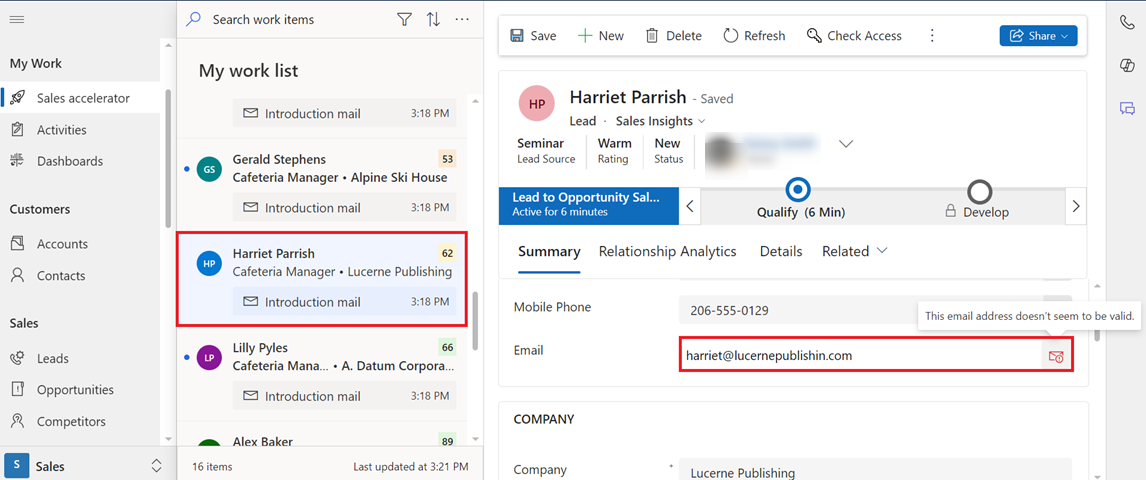 My Work
Sales accelerator
Activities
Dashboards
Customers
Accounts
Contacts
Sales
Leads
Opportunities
Competitors
S Sales
Search work items
My work list
Introduction mail 3:18 PM
Gerald Stephens 53
GS
Cafeteria Manager • Alpine Ski House
Introduction mail 3:18 PM
Harriet Parrish 62
HP
Cafeteria Manager • Lucerne Publishing
Introduction mail 3:18 PM
Lilly Pyles 66
LP
Cafeteria Mana... • A. Datum Corpora...
Introduction mail 3:18 PM
Alex Baker 89
16 items Last updated at 3:21 PM
Save New Delete Refresh Check Access Share
HP
Harriet Parrish - Saved
Lead · Sales Insights
Seminar Warm New
Lead Source Rating Status
Lead to Opportunity Sal...
Active for 6 minutes
Qualify (6 Min) Develop
Summary Relationship Analytics Details Related
Mobile Phone 206-555-0129
This email address doesn't seem to be valid.
Email harriet@lucernepublishin.com
COMPANY
Company * Lucerne Publishing